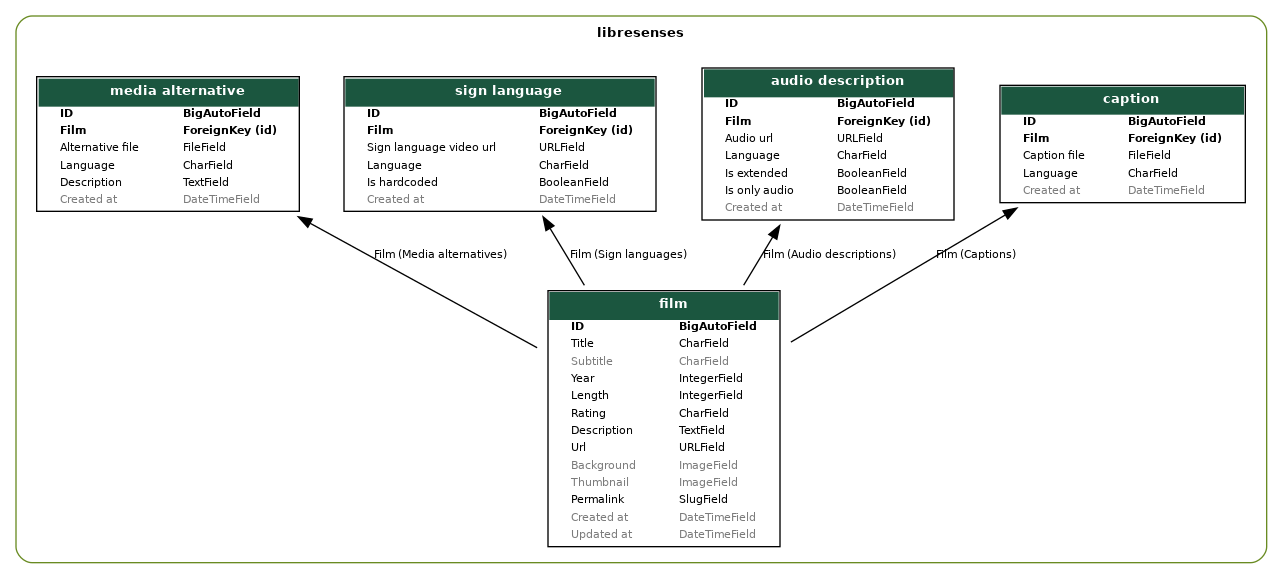 libresenses
media alternative
ID BigAutoField
Film ForeignKey (id)
Alternative file FileField
Language CharField
Description TextField
Created at DateTimeField
sign language
ID BigAutoField
Film ForeignKey (id)
Sign language video url URLField
Language CharField
Is hardcoded BooleanField
Created at DateTimeField
audio description
ID BigAutoField
Film ForeignKey (id)
Audio url URLField
Language CharField
Is extended BooleanField
Is only audio BooleanField
Created at DateTimeField
caption
ID BigAutoField
Film ForeignKey (id)
Caption file FileField
Language CharField
Created at DateTimeField
Film (Media alternatives)
Film (Sign languages)
Film (Audio descriptions)
Film (Captions)
film
ID BigAutoField
Title CharField
Subtitle CharField
Year IntegerField
Length IntegerField
Rating CharField
Description TextField
Url URLField
Background ImageField
Thumbnail ImageField
Permalink SlugField
Created at DateTimeField
Updated at DateTimeField